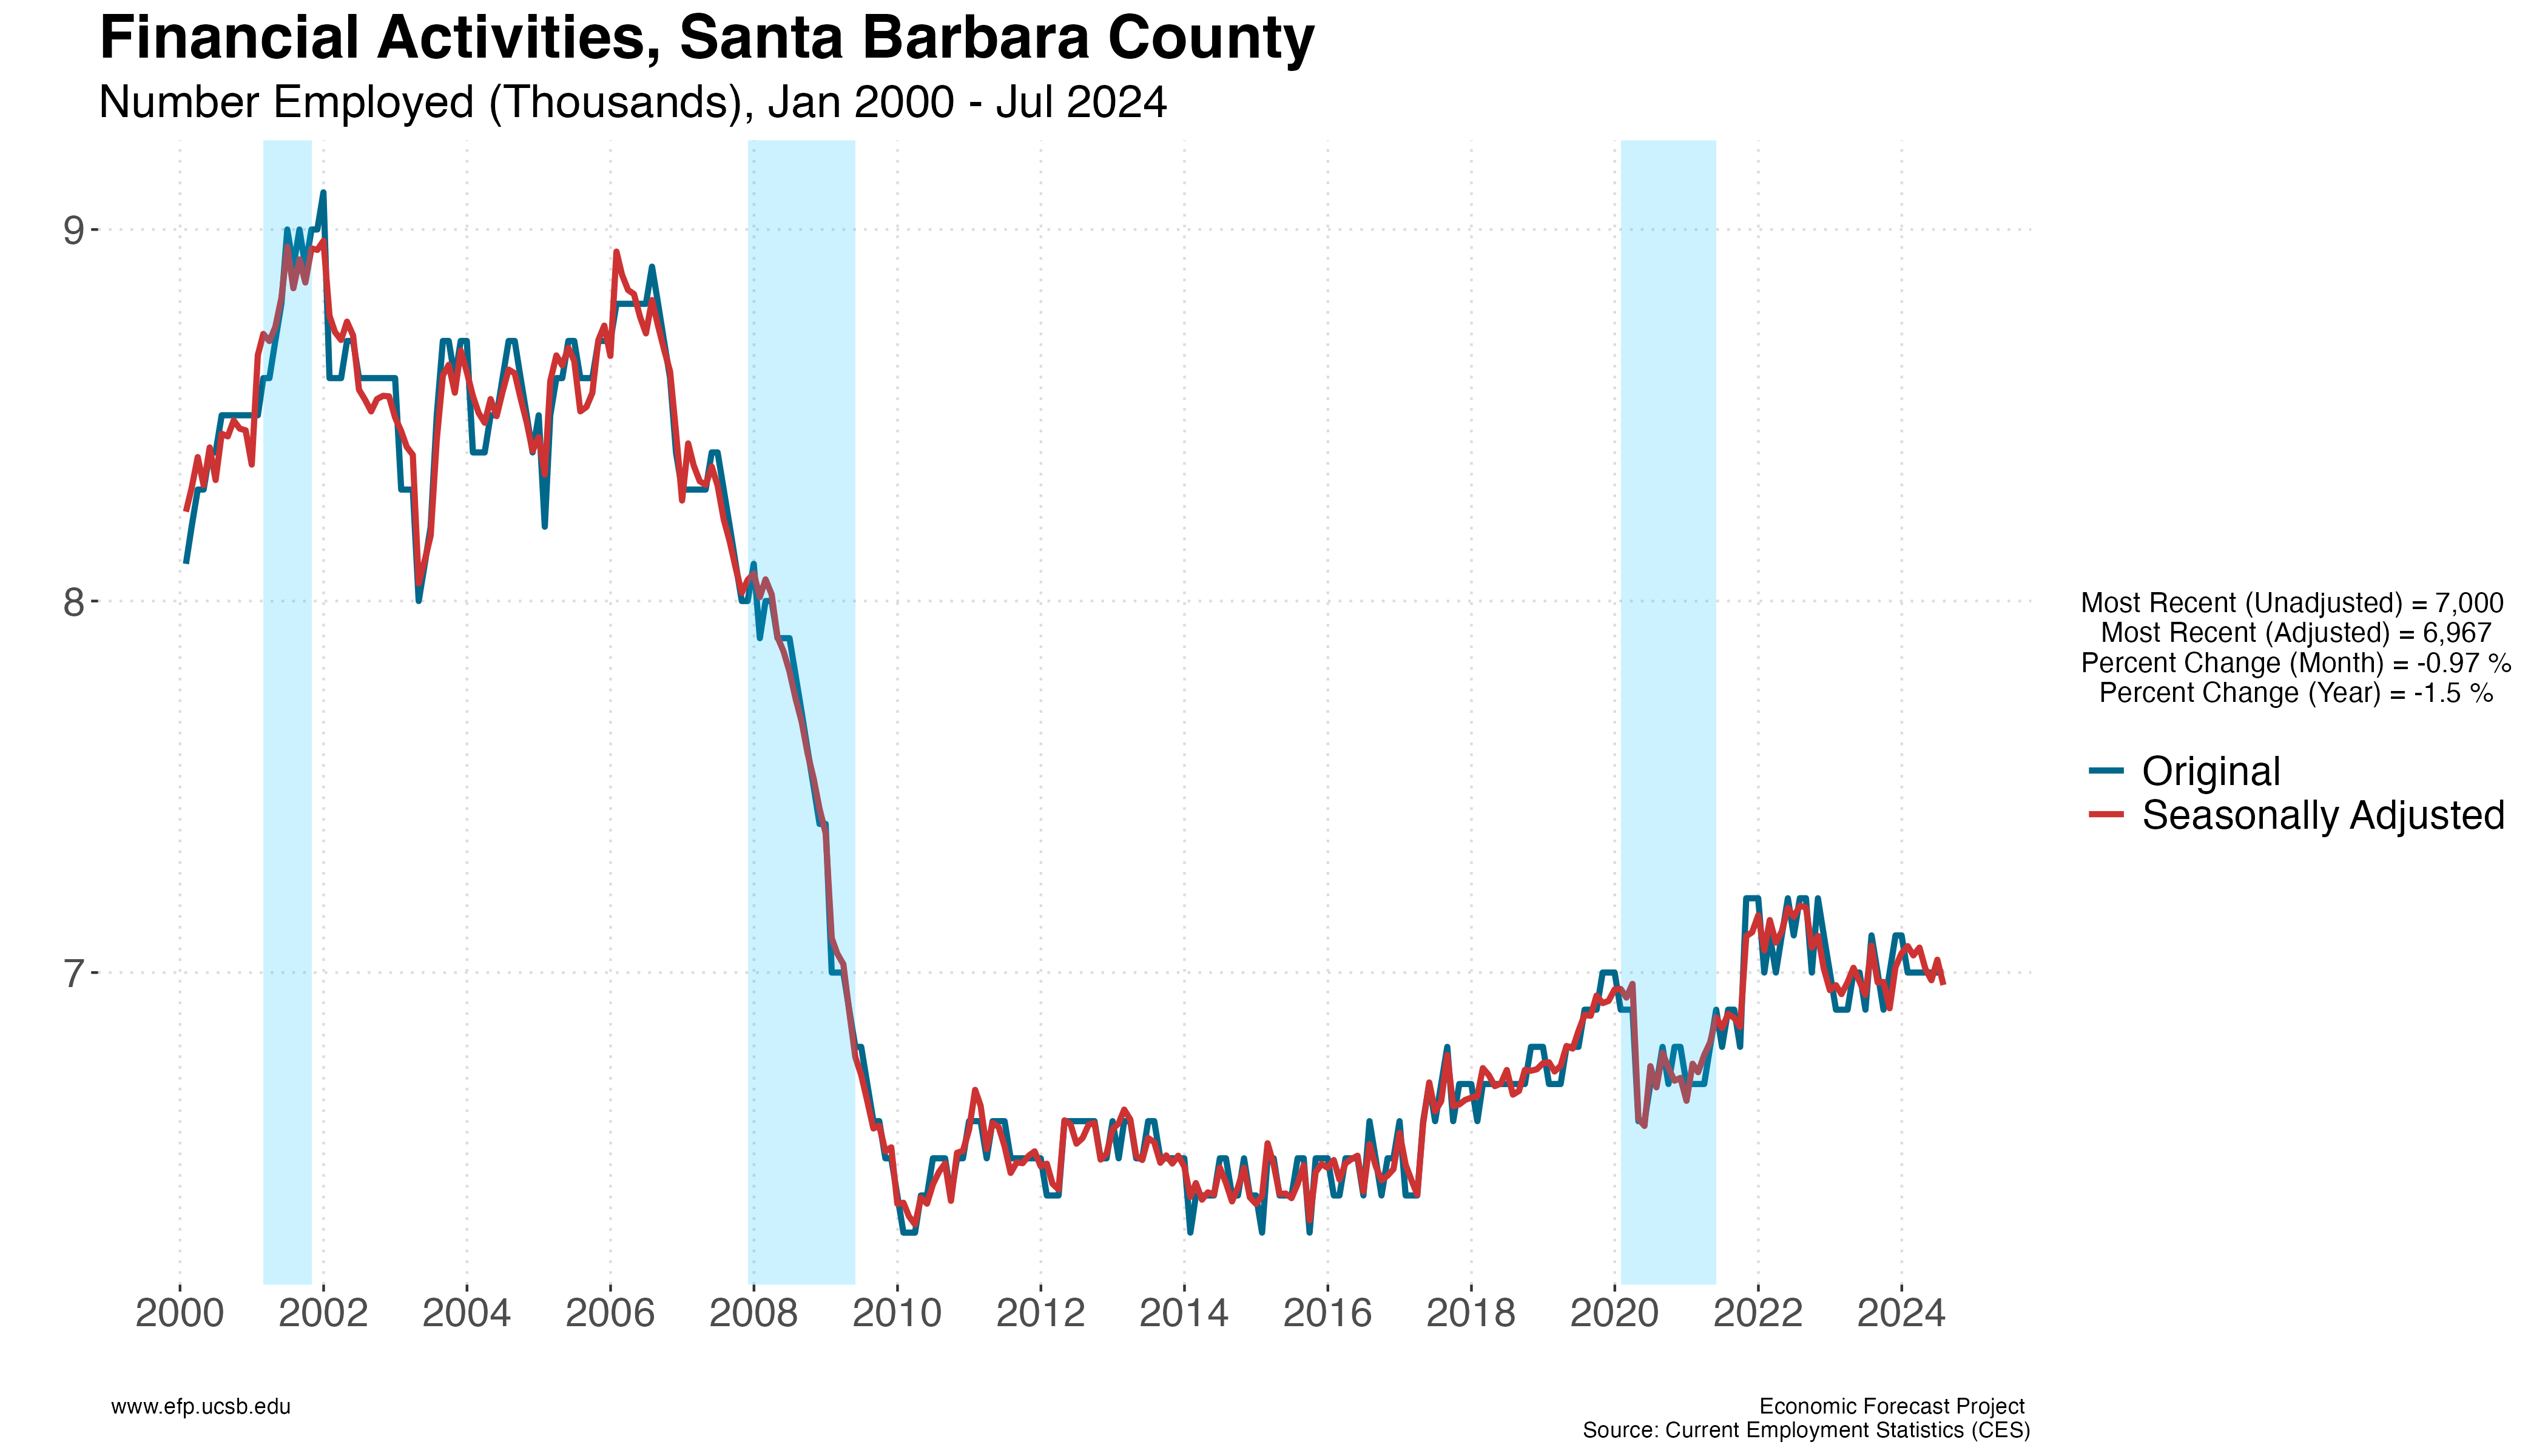 Financial Activities, Santa Barbara County
Number Employed (Thousands), Jan 2000 - Jul 2024
9
8
7
Most Recent (Unadjusted) = 7,000
Most Recent (Adjusted) = 6,967
Percent Change (Month) = -0.97 %
Percent Change (Year) = -1.5 %
Original
Seasonally Adjusted
2000 2002 2004 2006 2008 2010 2012 2014 2016 2018 2020 2022 2024
www.efp.ucsb.edu
Economic Forecast Project
Source: Current Employment Statistics (CES)